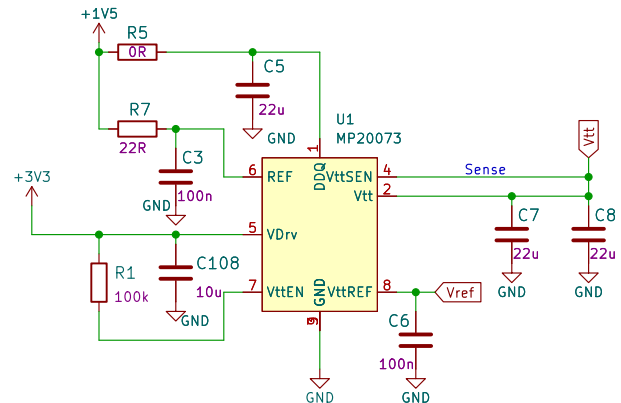 +1V5
R5
0R
C5
22u
GND
R7
22R
C3
100n
GND
U1
MP20073
1
DDQ
6
REF
VttSEN
4
Sense
Vtt
Vtt
2
C7
22u
GND
C8
22u
GND
+3V3
5
VDrv
R1
100k
C108
10u
GND
7
VttEN
GND
VttREF
8
Vref
C6
100n
GND
GND